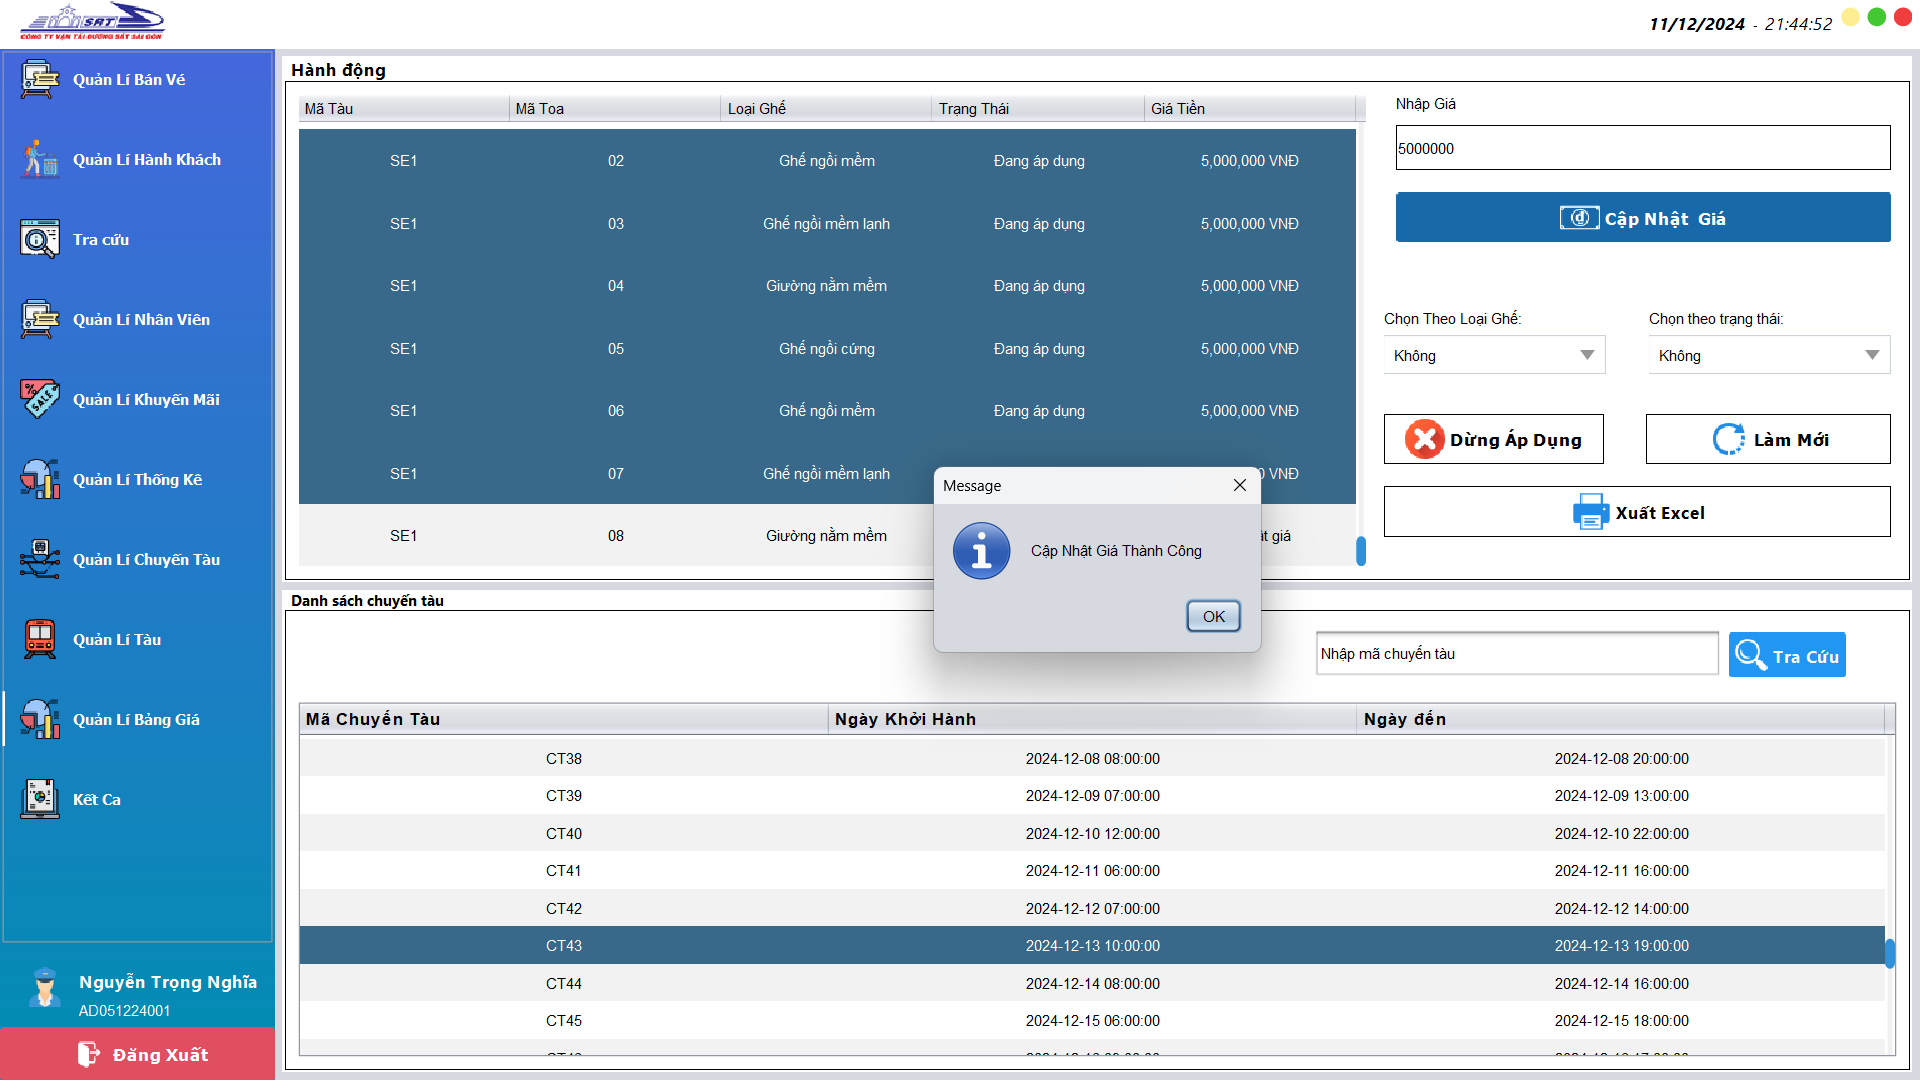 SRT
CÔNG TY VẬN TẢI ĐƯỜNG SẮT SÀI GÒN
11/12/2024 - 21:44:52
Quản Lí Bán Vé
Quản Lí Hành Khách
Tra cứu
Quản Lí Nhân Viên
Quản Lí Khuyến Mãi
Quản Lí Thống Kê
Quản Lí Chuyến Tàu
Quản Lí Tàu
Quản Lí Bảng Giá
Kết Ca
Nguyễn Trọng Nghĩa
AD051224001
Đăng Xuất
Hành động
Mã Tàu Mã Toa Loại Ghế Trạng Thái Giá Tiền
SE1 02 Ghế ngồi mềm Đang áp dụng 5,000,000 VNĐ
SE1 03 Ghế ngồi mềm lạnh Đang áp dụng 5,000,000 VNĐ
SE1 04 Giường nằm mềm Đang áp dụng 5,000,000 VNĐ
SE1 05 Ghế ngồi cứng Đang áp dụng 5,000,000 VNĐ
SE1 06 Ghế ngồi mềm Đang áp dụng 5,000,000 VNĐ
SE1 07 Ghế ngồi mềm lạnh VNĐ
SE1 08 Giường nằm mềm giá
Nhập Giá
5000000
Cập Nhật Giá
Chọn Theo Loại Ghế: Chọn theo trạng thái:
Không Không
Dừng Áp Dụng Làm Mới
Xuất Excel
Message
Cập Nhật Giá Thành Công
OK
Danh sách chuyến tàu
Nhập mã chuyến tàu Tra Cứu
Mã Chuyến Tàu Ngày Khởi Hành Ngày đến
CT38 2024-12-08 08:00:00 2024-12-08 20:00:00
CT39 2024-12-09 07:00:00 2024-12-09 13:00:00
CT40 2024-12-10 12:00:00 2024-12-10 22:00:00
CT41 2024-12-11 06:00:00 2024-12-11 16:00:00
CT42 2024-12-12 07:00:00 2024-12-12 14:00:00
CT43 2024-12-13 10:00:00 2024-12-13 19:00:00
CT44 2024-12-14 08:00:00 2024-12-14 16:00:00
CT45 2024-12-15 06:00:00 2024-12-15 18:00:00